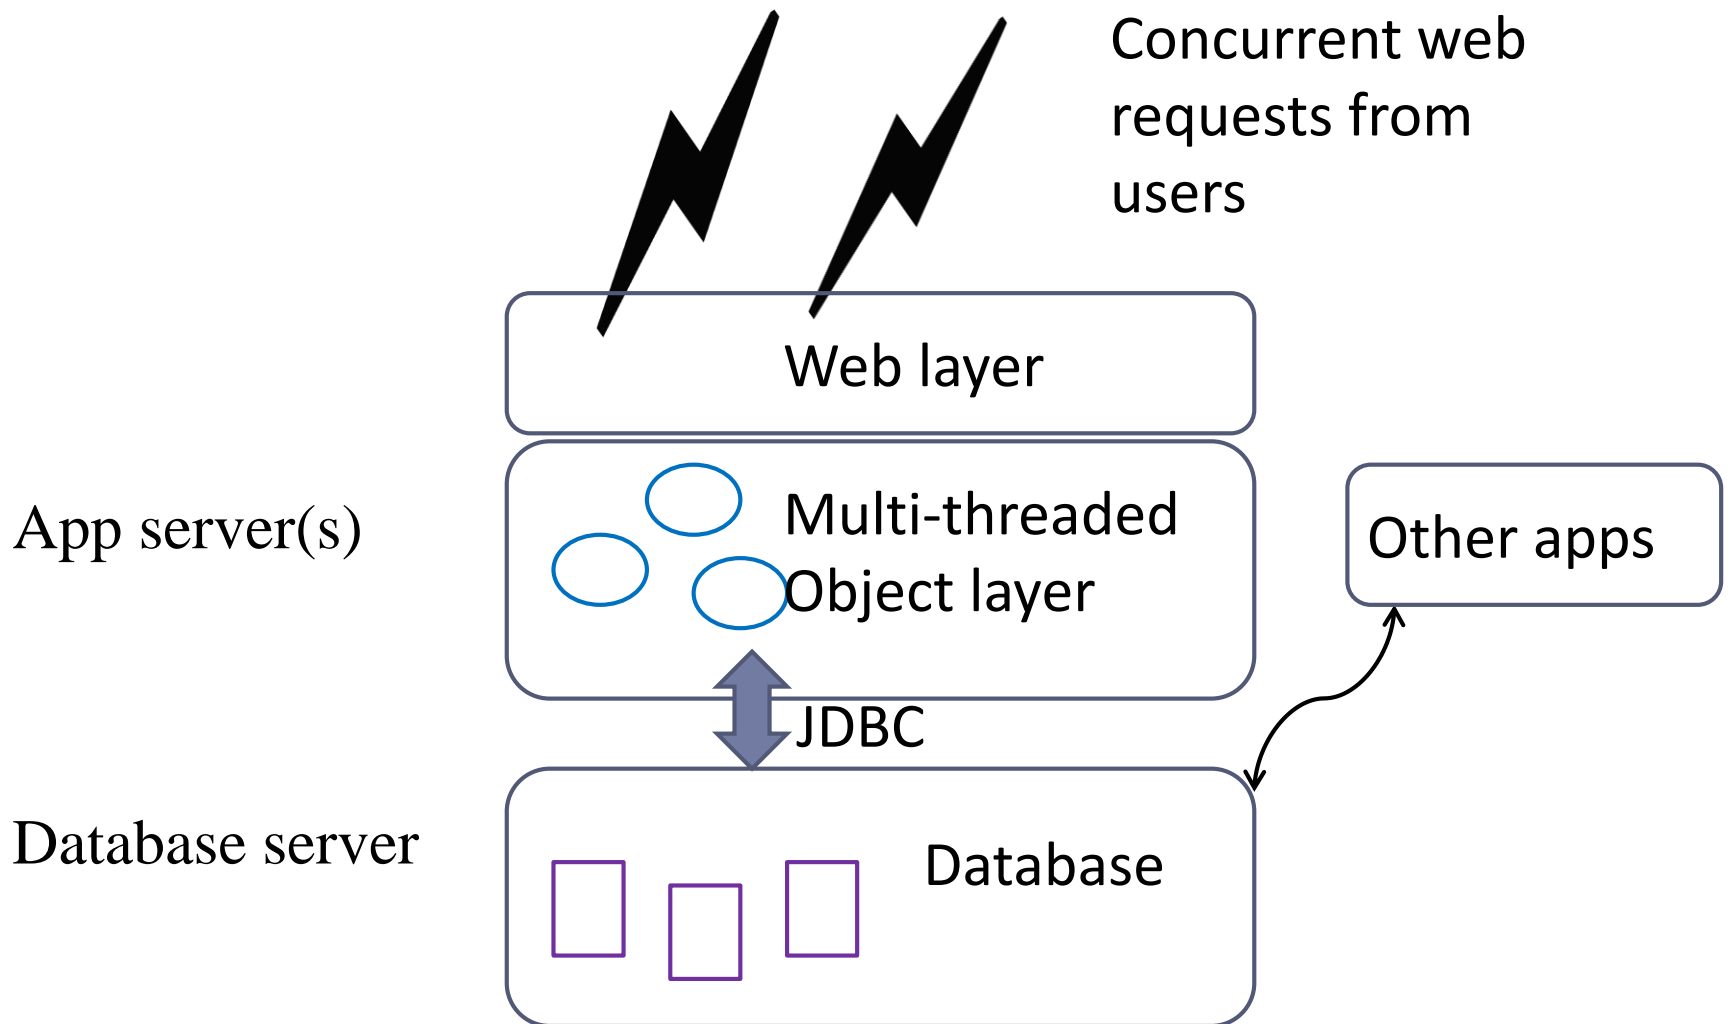 Concurrent web
requests from
users
Web layer
App server(s)
Multi-threaded
Object layer
Other apps
JDBC
Database server
Database